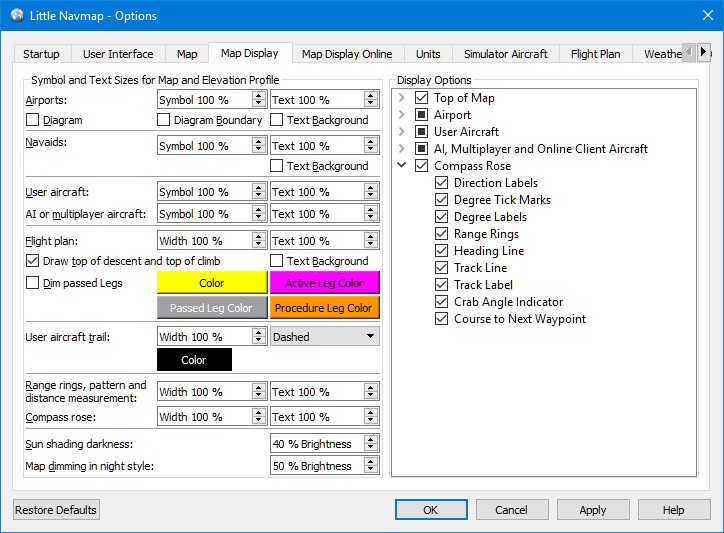 Little Navmap - Options
Startup User Interface Map Map Display Map Display Online Units Simulator Aircraft Flight Plan Weather
Symbol and Text Sizes for Map and Elevation Profile
Airports: Symbol 100 % Text 100 %
Diagram Diagram Boundary Text Background
Navaids: Symbol 100 % Text 100 %
Text Background
User aircraft: Symbol 100 % Text 100 %
AI or multiplayer aircraft: Symbol 100 % Text 100 %
Flight plan: Width 100 % Text 100 %
Draw top of descent and top of climb Text Background
Dim passed Legs Color Active Leg Color
Passed Leg Color Procedure Leg Color
User aircraft trail: Width 100 % Dashed
Color
Range rings, pattern and
distance measurement: Width 100 % Text 100 %
Compass rose: Width 100 % Text 100 %
Sun shading darkness: 40 % Brightness
Map dimming in night style: 50 % Brightness
Display Options
Top of Map
Airport
User Aircraft
AI, Multiplayer and Online Client Aircraft
Compass Rose
Direction Labels
Degree Tick Marks
Degree Labels
Range Rings
Heading Line
Track Line
Track Label
Crab Angle Indicator
Course to Next Waypoint
Restore Defaults OK Cancel Apply Help